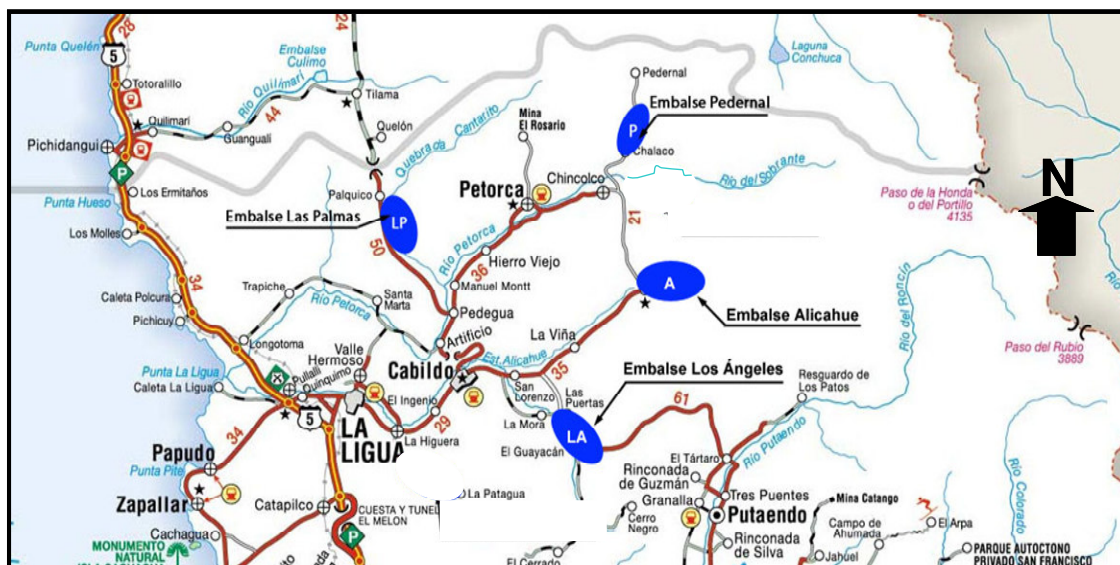 28
24
Punta Quelén
5
Embalse
Culimo
Laguna
Conchuca
Totoralillo
Río Quilimarí
Pedernal
Tilama
Quilimarí
44
Guangualí
Quelón
Quebrada Cantarito
Mina
El Rosario
P
Embalse Pedernal
Pichidangui
Chalaco
N
P
Los Ermitaños
Palquico
Petorca
Chincolco
Río del Sobrante
Paso de la Honda
o del Portillo
4135
Punta Hueso
Embalse Las Palmas
LP
21
Los Molles
50
Río Petorca
36
Hierro Viejo
34
Trapiche
Manuel Montt
A
Caleta Polcura
Río Petorca
Santa
Marta
Pedegua
Embalse Alicahue
Río del Roncín
Pichicuy
Artificio
La Viña
Longotoma
Valle
Hermoso
Est. Alicahue
35
Paso del Rubio
3889
Punta La Ligua
Pullalli
Cabildo
Embalse Los Ángeles
Caleta La Ligua
Quinquimo
San
Lorenzo
Las
Puertas
Resguardo de
Los Patos
El Ingenio
61
5
29
La Mora
LA
LA
LIGUA
La Higuera
El Guayacán
Río Putaendo
34
Papudo
El Tártaro
Punta Pite
Rinconada
de Guzmán
La Patagua
Tres Puentes
Río Colorado
Zapallar
Catapilco
Granalla
Mina Catango
CUESTA Y TUNEL
EL MELON
Cerro
Negro
Putaendo
Campo de
Ahumada
El Arpa
Cachagua
P
Rinconada
de Silva
MONUMENTO
NATURAL
Jahuel
PARQUE AUTOCTONO
PRIVADO SAN FRANCISCO
El Cerrado